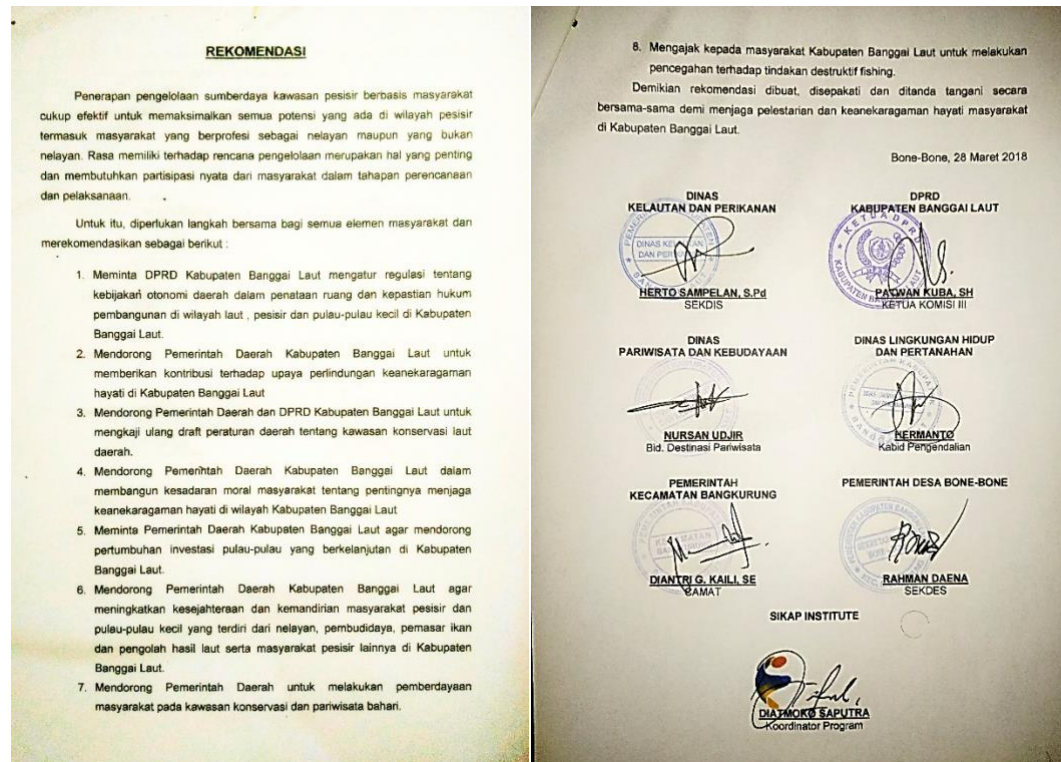 REKOMENDASI
Penerapan pengelolaan sumberdaya kawasan pesisir berbasis masyarakat
cukup efektif untuk memaksimalkan semua potensi yang ada di wilayah pesisir
termasuk masyarakat yang berprofesi sebagai nelayan maupun yang bukan
nelayan. Rasa memiliki terhadap rencana pengelolaan merupakan hal yang penting
dan membutuhkan partisipasi nyata dari masyarakat dalam tahapan perencanaan
dan pelaksanaan.
Untuk itu, diperlukan langkah bersama bagi semua elemen masyarakat dan
merekomendasikan sebagai berikut :
1. Meminta DPRD Kabupaten Banggai Laut mengatur regulasi tentang
kebijakan otonomi daerah dalam penataan ruang dan kepastian hukum
pembangunan di wilayah laut , pesisir dan pulau-pulau kecil di Kabupaten
Banggai Laut.
2. Mendorong Pemerintah Daerah Kabupaten Banggai Laut untuk
memberikan kontribusi terhadap upaya perlindungan keanekaragaman
hayati di Kabupaten Banggai Laut
3. Mendorong Pemerintah Daerah dan DPRD Kabupaten Banggai Laut untuk
mengkaji ulang draft peraturan daerah tentang kawasan konservasi laut
daerah.
4. Mendorong Pemerintah Daerah Kabupaten Banggai Laut dalam
membangun kesadaran moral masyarakat tentang pentingnya menjaga
keanekaragaman hayati di wilayah Kabupaten Banggai Laut
5. Meminta Pemerintah Daerah Kabupaten Banggai Laut agar mendorong
pertumbuhan investasi pulau-pulau yang berkelanjutan di Kabupaten
Banggai Laut.
6. Mendorong Pemerintah Daerah Kabupaten Banggai Laut agar
meningkatkan kesejahteraan dan kemandirian masyarakat pesisir dan
pulau-pulau kecil yang terdiri dari nelayan, pembudidaya, pemasar ikan
dan pengolah hasil laut serta masyarakat pesisir lainnya di Kabupaten
Banggai Laut.
7. Mendorong Pemerintah Daerah untuk melakukan pemberdayaan
masyarakat pada kawasan konservasi dan pariwisata bahari.
8. Mengajak kepada masyarakat Kabupaten Banggai Laut untuk melakukan
pencegahan terhadap tindakan destruktif fishing.
Demikian rekomendasi dibuat, disepakati dan ditanda tangani secara
bersama-sama demi menjaga pelestarian dan keanekaragaman hayati masyarakat
di Kabupaten Banggai Laut.
Bone-Bone, 28 Maret 2018
DINAS
KELAUTAN DAN PERIKANAN
HERTO SAMPELAN, S.Pd
SEKDIS
DPRD
KABUPATEN BANGGAI LAUT
KETUA DPRD
KABUPATEN BANGGAI LAUT
PATWAN KUBA, SH
KETUA KOMISI III
DINAS
PARIWISATA DAN KEBUDAYAAN
NURSAN UDJIR
Bid. Destinasi Pariwisata
DINAS LINGKUNGAN HIDUP
DAN PERTANAHAN
HERMANTO
Kabid Pengendalian
PEMERINTAH
KECAMATAN BANGKURUNG
DIANTRI G. KAILI, SE
CAMAT
PEMERINTAH DESA BONE-BONE
RAHMAN DAENA
SEKDES
SIKAP INSTITUTE
DIATMOKO SAPUTRA
Koordinator Program